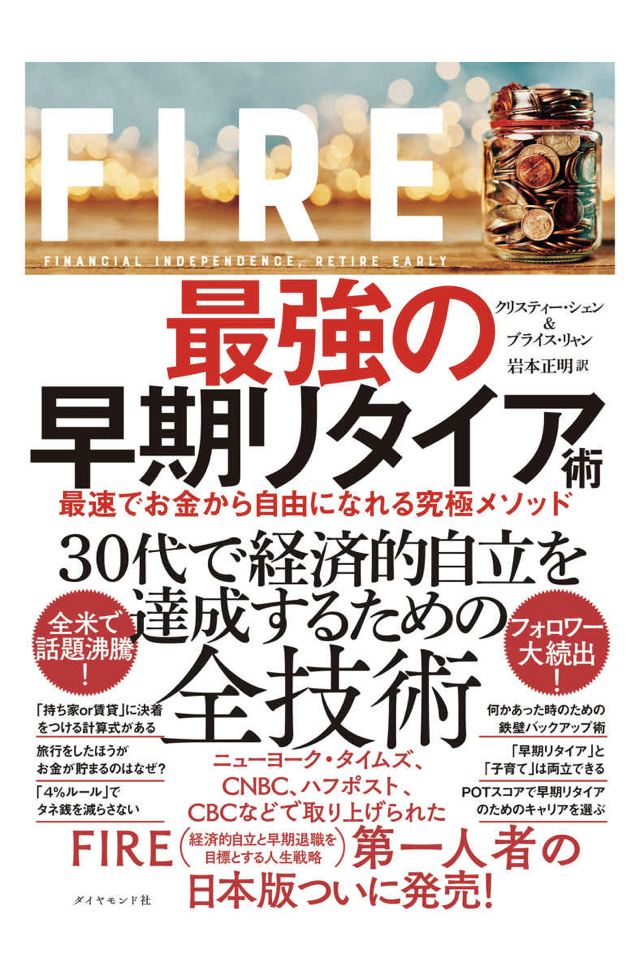 FIRE
FINANCIAL INDEPENDENCE, RETIRE EARLY
最強の
早期リタイア術
クリスティー・シェン
&
ブライス・リャン
岩本正明 訳
最速でお金から自由になれる究極メソッド
30代で経済的自立を
達成するための
全技術
全米で
話題沸騰
!
フォロワー
大続出
!
「持ち家or賃貸」に決着
をつける計算式がある
旅行をしたほうが
お金が貯まるのはなぜ?
「4%ルール」で
タネ銭を減らさない
何かあった時のための
鉄壁バックアップ術
「早期リタイア」と
「子育て」は両立できる
POTスコアで早期リタイア
のためのキャリアを選ぶ
ニューヨーク・タイムズ、
CNBC、ハフポスト、
CBCなどで取り上げられた
FIRE(経済的自立と早期退職を
目標とする人生戦略)第一人者の
日本版ついに発売!
ダイヤモンド社